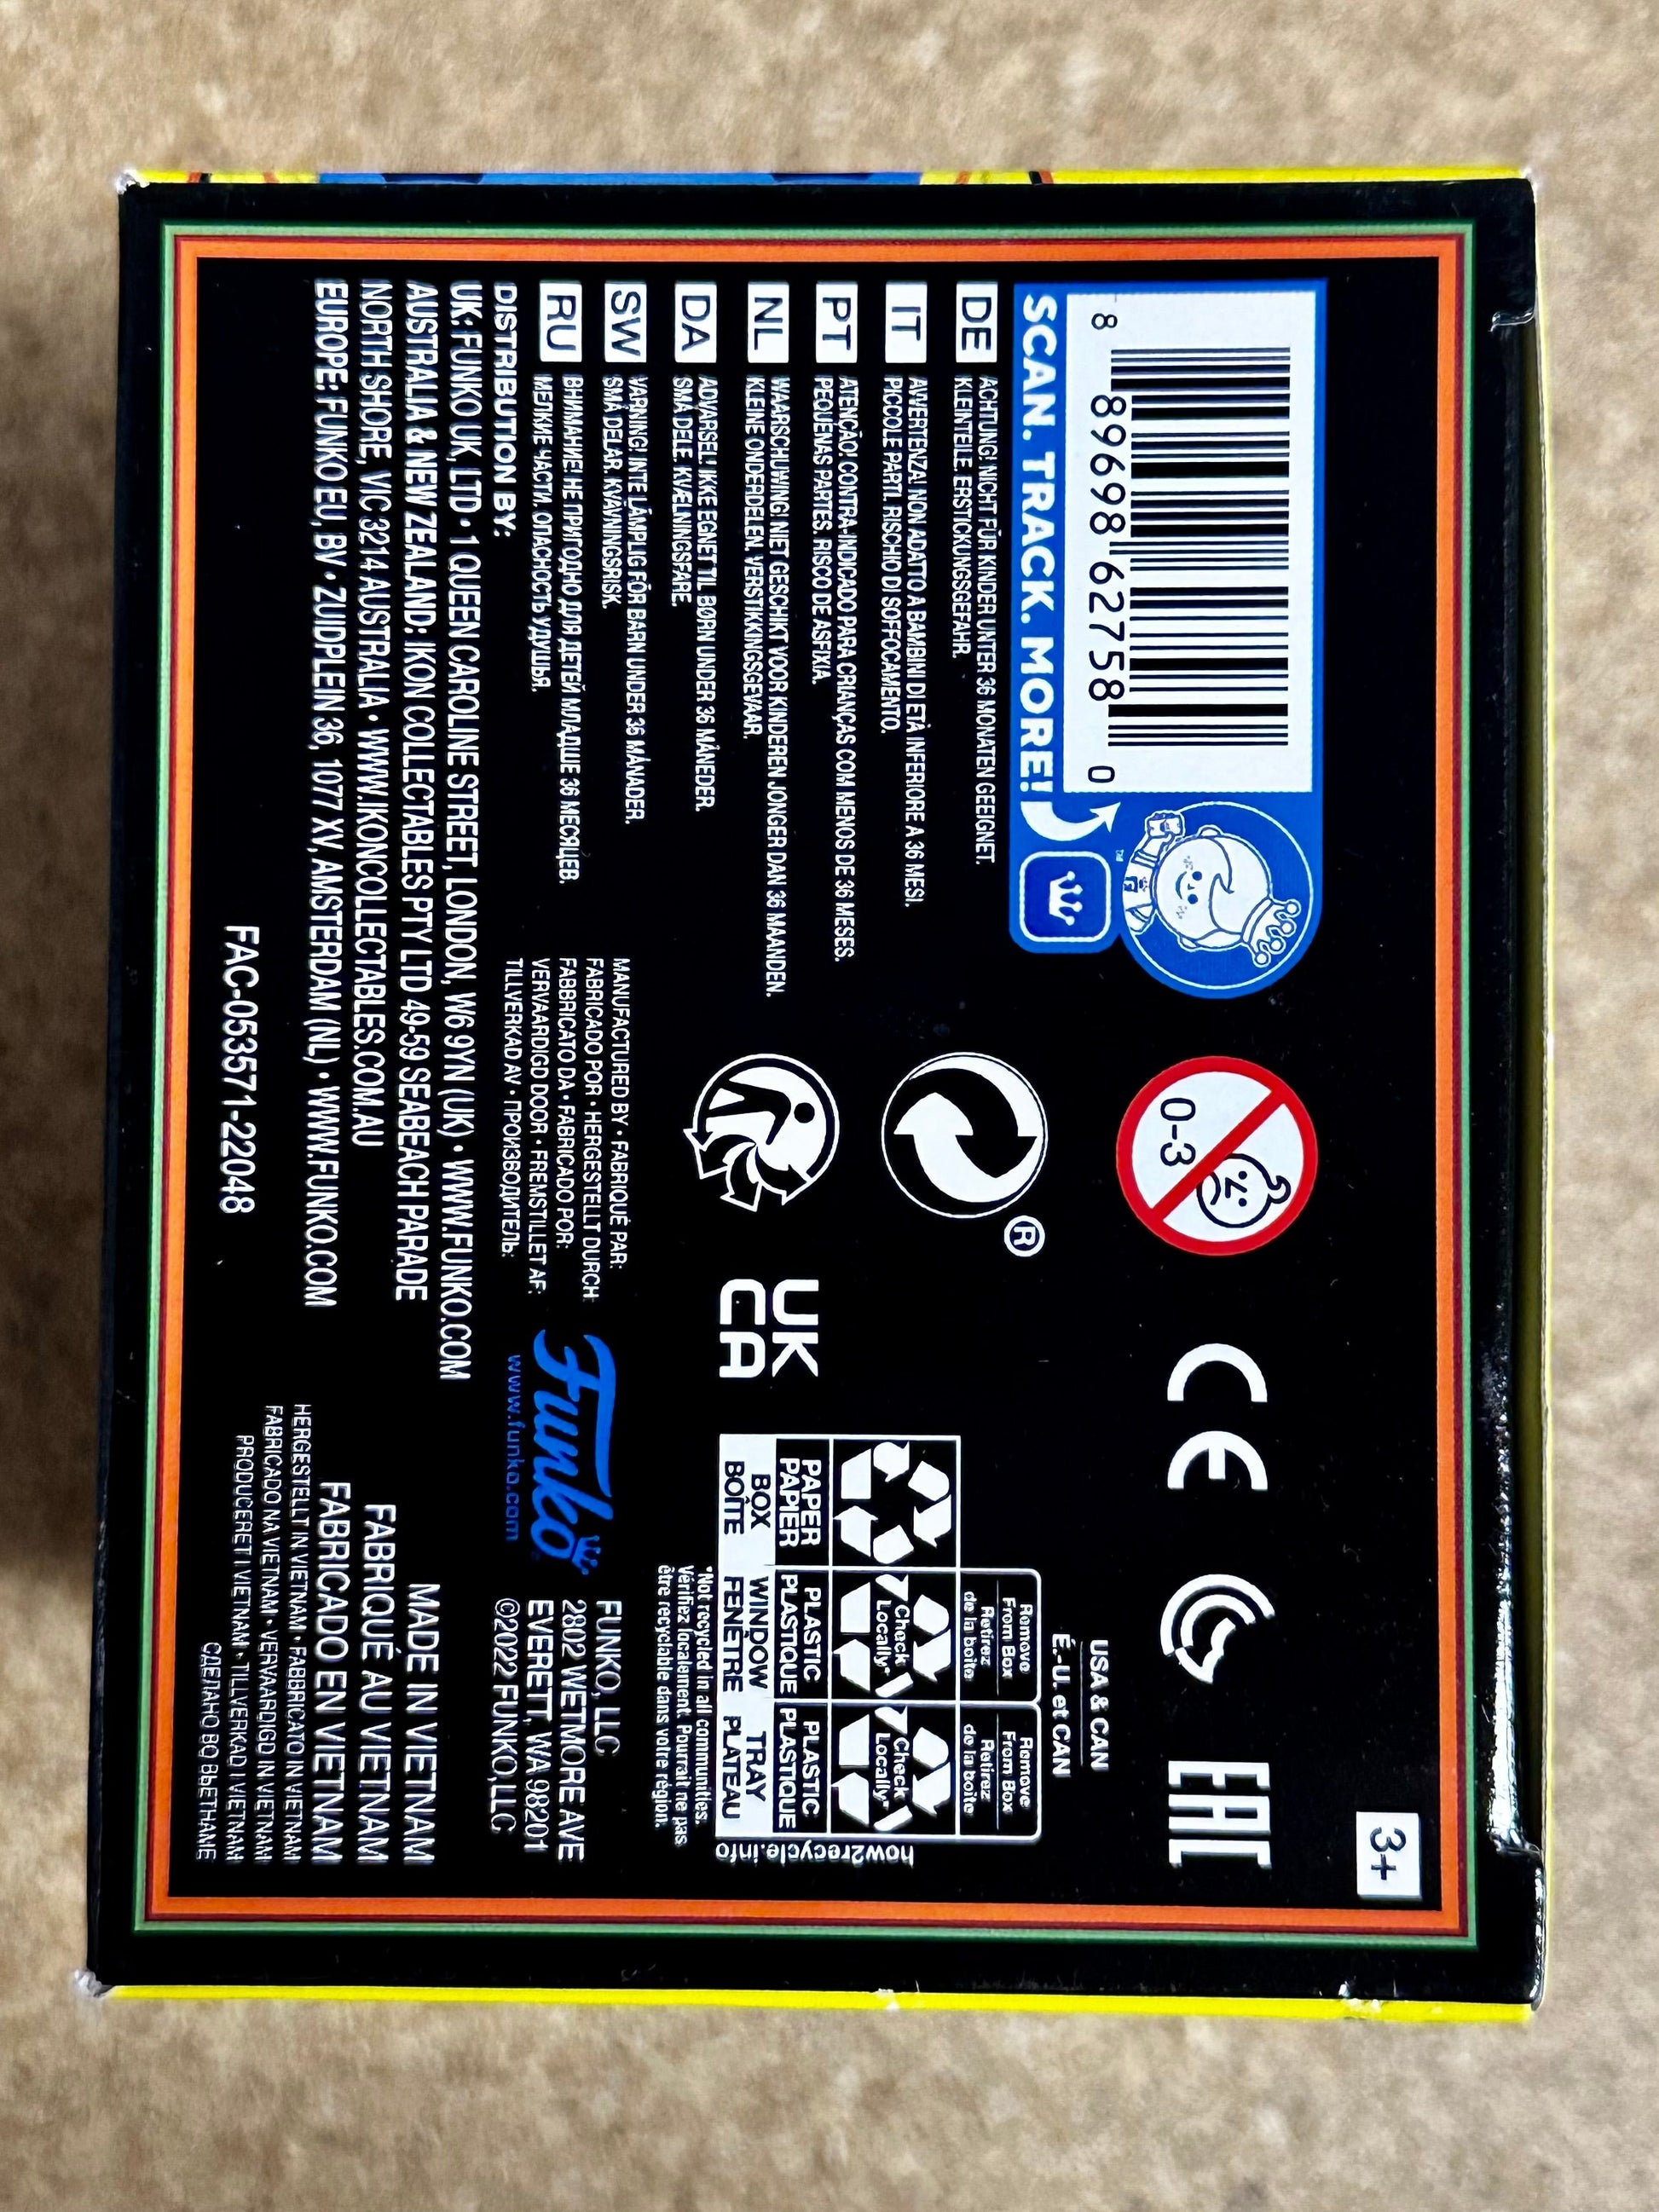 3+
8 89698 62758 0
SCAN. TRACK. MORE!
TM
0-3
CE
EAC
DE ACHTUNG! NICHT FÜR KINDER UNTER 36 MONATEN GEEIGNET.
KLEINTEILE. ERSTICKUNGSGEFAHR.
IT AVVERTENZA! NON ADATTO A BAMBINI DI ETÀ INFERIORE A 36 MESI.
PICCOLE PARTI. RISCHIO DI SOFFOCAMENTO.
PT ATENÇÃO! CONTRA-INDICADO PARA CRIANÇAS COM MENOS DE 36 MESES.
PEQUENAS PARTES. RISCO DE ASFIXIA.
NL WAARSCHUWING! NIET GESCHIKT VOOR KINDEREN JONGER DAN 36 MAANDEN.
KLEINE ONDERDELEN. VERSTIKKINGSGEVAAR.
DA ADVARSEL! IKKE EGNET TIL BØRN UNDER 36 MÅNEDER.
SMÅ DELE. KVÆLNINGSFARE.
SW VARNING! INTE LÄMPLIG FÖR BARN UNDER 36 MÅNADER.
SMÅ DELAR. KVÄVNINGSRISK.
RU ВНИМАНИЕ! НЕ ПРИГОДНО ДЛЯ ДЕТЕЙ МЛАДШЕ 36 МЕСЯЦЕВ.
МЕЛКИЕ ЧАСТИ. ОПАСНОСТЬ УДУШЬЯ.
®
UK
CA
USA & CAN
É.-U. et CAN
Remove From Box
Retirez de la boîte
Remove From Box
Retirez de la boîte
Check Locally*
Check Locally*
PAPER
PAPIER
PLASTIC
PLASTIQUE
PLASTIC
PLASTIQUE
BOX
BOÎTE
WINDOW
FENÊTRE
TRAY
PLATEAU
how2recycle.info
*Not recycled in all communities.
Vérifiez localement. Pourrait ne pas
être recyclable dans votre région.
MANUFACTURED BY • FABRIQUÉ PAR:
FABRICADO POR • HERGESTELLT DURCH:
FABBRICATO DA • FABRICADO POR:
VERVAARDIGD DOOR • FREMSTILLET AF:
TILLVERKAD AV • ПРОИЗВОДИТЕЛЬ:
Funko
www.funko.com
FUNKO, LLC
2802 WETMORE AVE
EVERETT, WA 98201
©2022 FUNKO,LLC
DISTRIBUTION BY:
UK: FUNKO UK, LTD • 1 QUEEN CAROLINE STREET, LONDON, W6 9YN (UK) • WWW.FUNKO.COM
AUSTRALIA & NEW ZEALAND: IKON COLLECTABLES PTY LTD 49-59 SEABEACH PARADE
NORTH SHORE, VIC 3214 AUSTRALIA • WWW.IKONCOLLECTABLES.COM.AU
EUROPE: FUNKO EU, BV • ZUIDPLEIN 36, 1077 XV, AMSTERDAM (NL) • WWW.FUNKO.COM
FAC-053571-22048
MADE IN VIETNAM
FABRIQUÉ AU VIETNAM
FABRICADO EN VIETNAM
HERGESTELLT IN VIETNAM • FABBRICATO IN VIETNAM
FABRICADO NA VIETNAM • VERVAARDIGD IN VIETNAM
PRODUCERET I VIETNAM • TILLVERKAD I VIETNAM
СДЕЛАНО ВО ВЬЕТНАМЕ